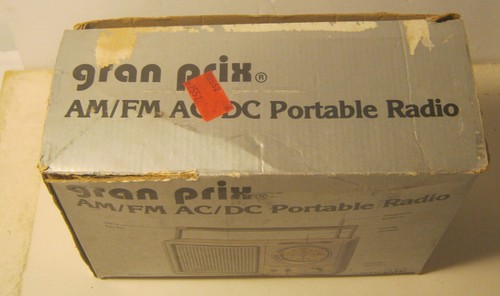 gran prix®
AM/FM AC/DC Portable Radio
gran prix®
AM/FM AC/DC Portable Radio